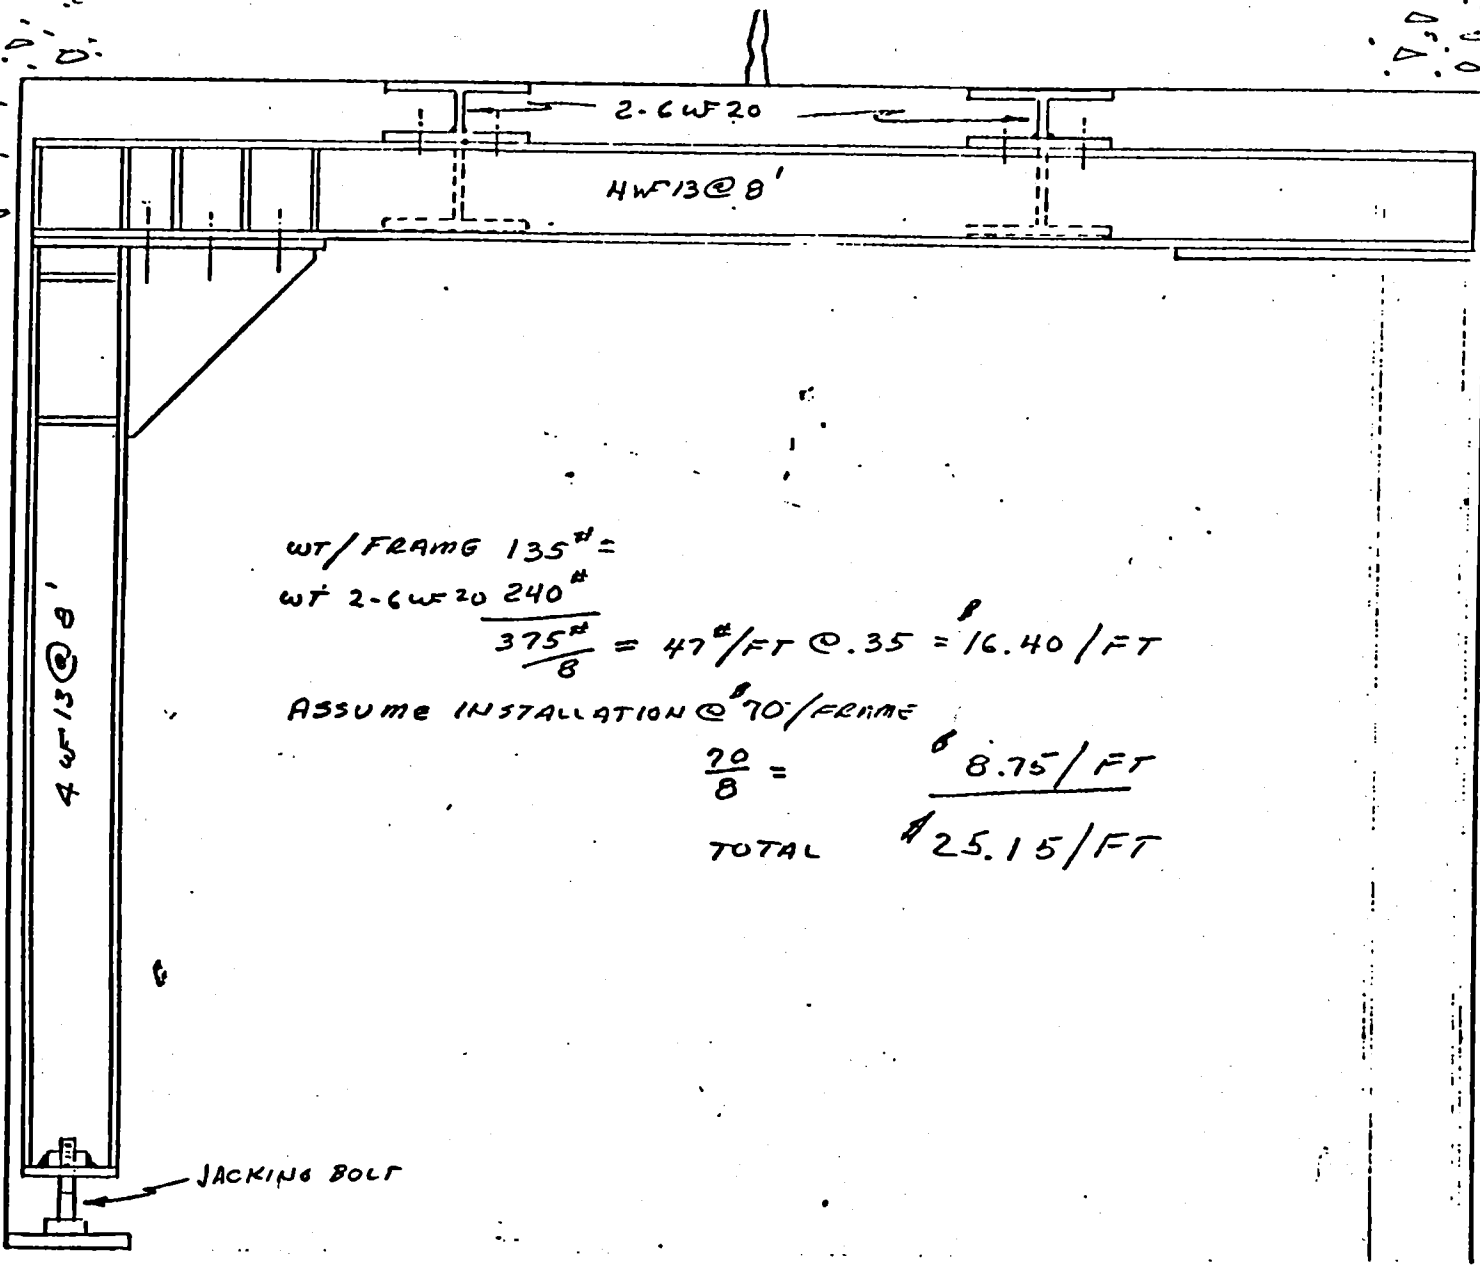 2-6WF20
4WF13@8'
WT/FRAME 135# =
WT 2-6WF20 240#
375#/8 = 47#/FT @ .35 = $16.40/FT
ASSUME INSTALLATION @ $70/FRAME
70/8 = $8.75/FT
TOTAL $25.15/FT
4WF13@8'
JACKING BOLT